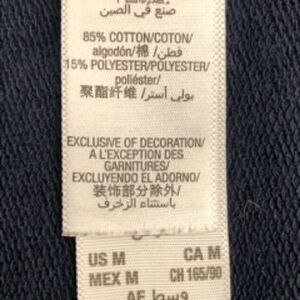 صنع في الصين
85% COTTON/COTON/
algodón/棉 /قطن/
15% POLYESTER/POLYESTER/
poliéster/
聚酯纤维 /بولي أستر/
EXCLUSIVE OF DECORATION/
A L'EXCEPTION DES
GARNITURES/
EXCLUYENDO EL ADORNO/
/装饰部分除外/
باستثناء الزخرف
US M CA M
MEX M CH 165/90
AE وسط